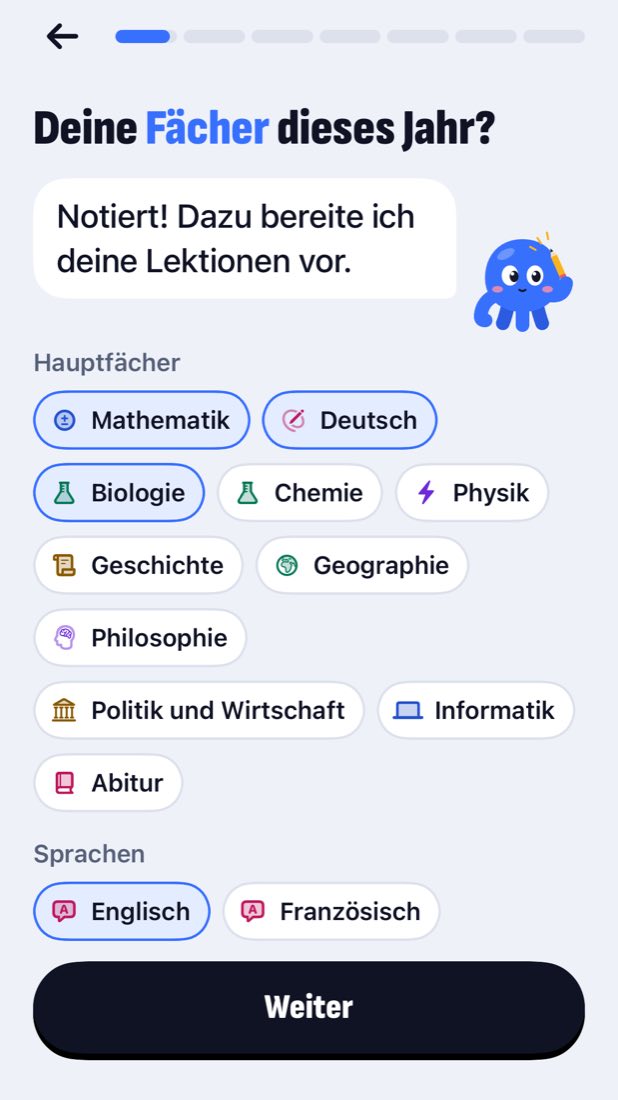 Deine Fächer dieses Jahr?
Notiert! Dazu bereite ich
deine Lektionen vor.
Hauptfächer
Mathematik Deutsch
Biologie Chemie Physik
Geschichte Geographie
Philosophie
Politik und Wirtschaft Informatik
Abitur
Sprachen
A Englisch A Französisch
Weiter